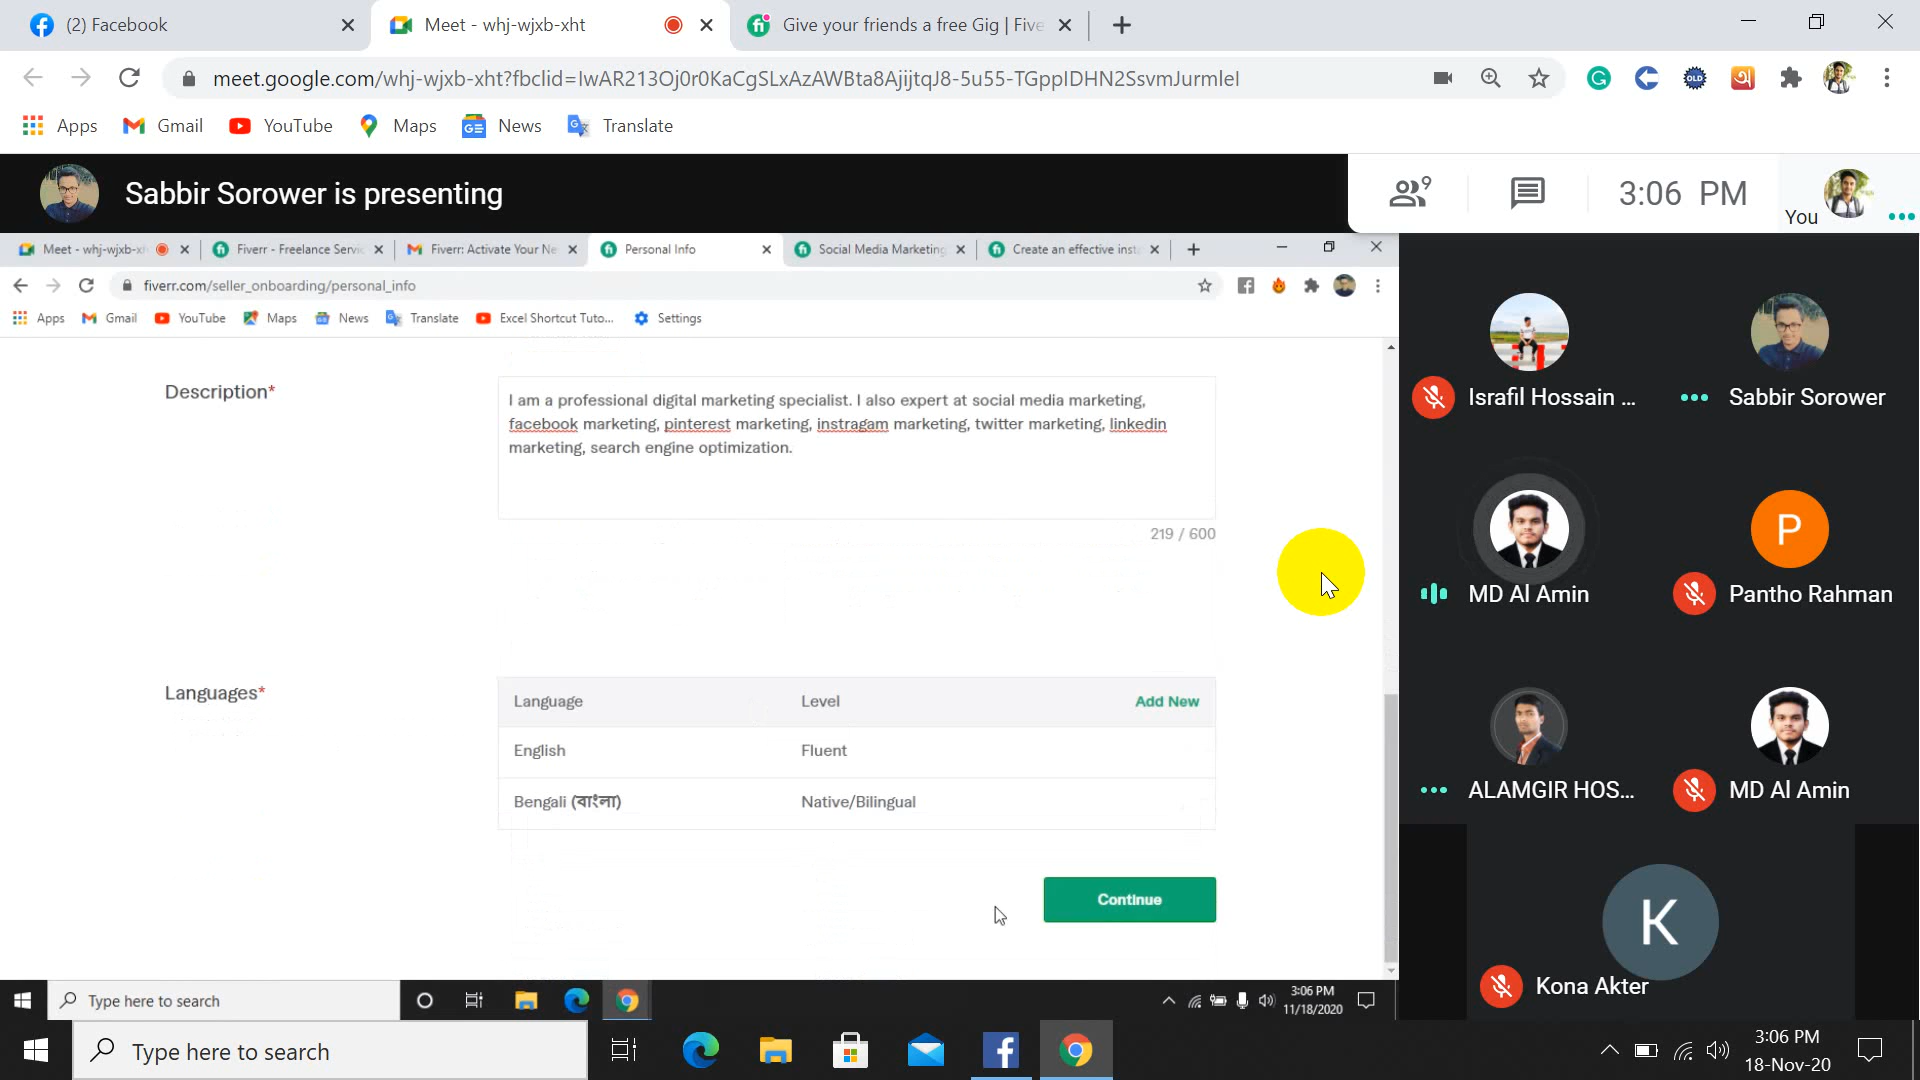 (2) Facebook
Meet - whj-wjxb-xht
Give your friends a free Gig | Five
meet.google.com/whj-wjxb-xht?fbclid=IwAR213Oj0r0KaCgSLxAzAWBta8AjijtqJ8-5u55-TGppIDHN2SsvmJurmleI
OLD
অ
Apps
Gmail
YouTube
Maps
News
Translate
Sabbir Sorower is presenting
9
3:06 PM
You
Meet - whj-wjxb-xh
Fiverr - Freelance Servic
Fiverr: Activate Your Ne
Personal Info
Social Media Marketing
Create an effective inst
fiverr.com/seller_onboarding/personal_info
Apps
Gmail
YouTube
Maps
News
Translate
Excel Shortcut Tuto...
Settings
Description*
I am a professional digital marketing specialist. I also expert at social media marketing,
facebook marketing, pinterest marketing, instragam marketing, twitter marketing, linkedin
marketing, search engine optimization.
219 / 600
Languages*
Language Level Add New
English Fluent
Bengali (বাংলা) Native/Bilingual
Continue
Israfil Hossain ...
Sabbir Sorower
MD Al Amin
P
Pantho Rahman
ALAMGIR HOS...
MD Al Amin
K
Kona Akter
Type here to search
3:06 PM
11/18/2020
Type here to search
3:06 PM
18-Nov-20